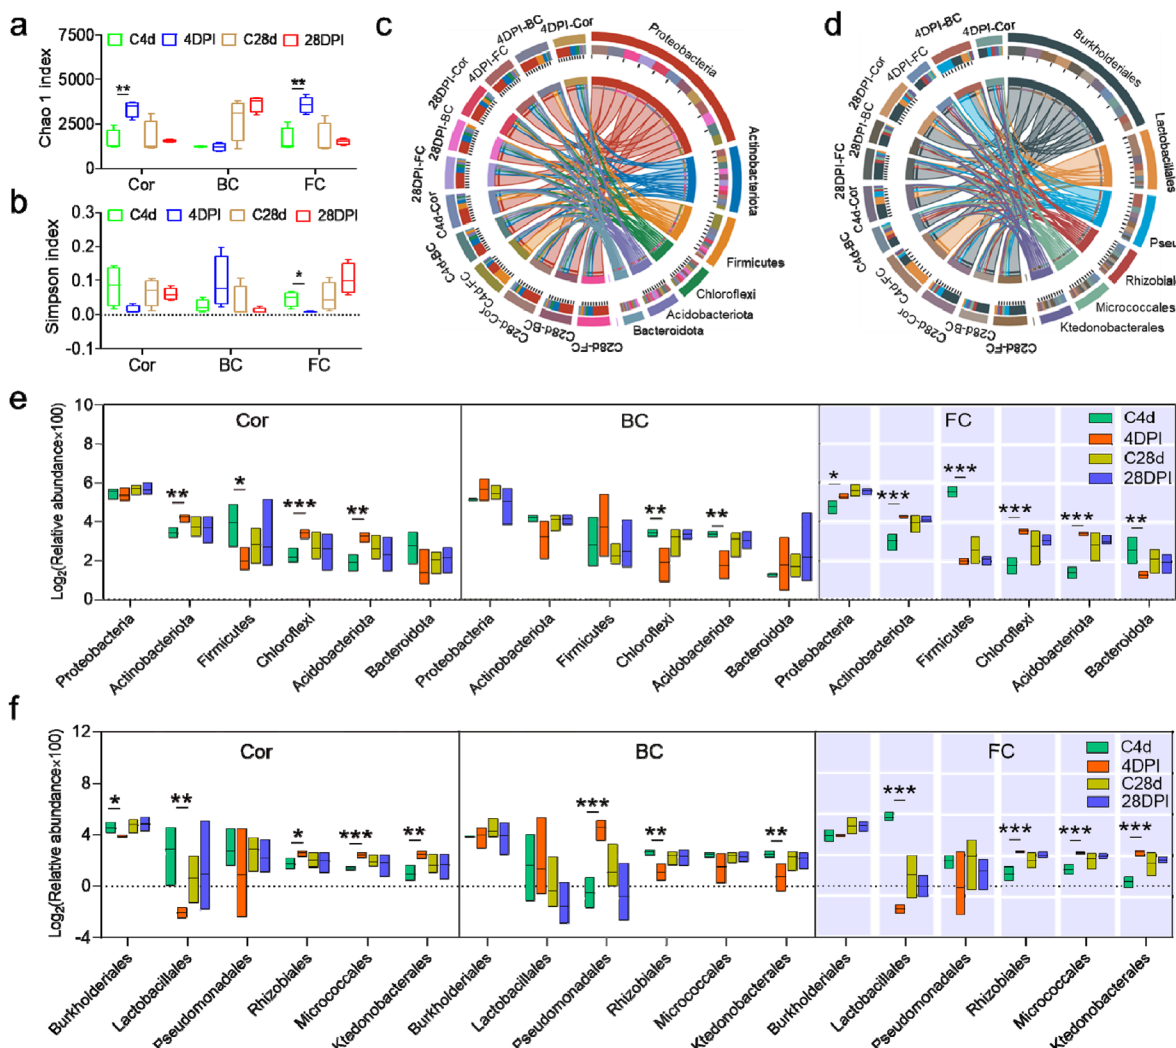 a
Chao 1 index
7500
5000
2500
0
C4d
4DPI
C28d
28DPI
**
**
Cor
BC
FC
b
Simpson index
0.3
0.2
0.1
0.0
-0.1
C4d
4DPI
C28d
28DPI
*
Cor
BC
FC
c
Proteobacteria
Actinobacteriota
Firmicutes
Chloroflexi
Acidobacteriota
Bacteroidota
C28d-FC
C28d-BC
C28d-Cor
C4d-FC
C4d-BC
C4d-Cor
28DPI-FC
28DPI-BC
28DPI-Cor
4DPI-FC
4DPI-BC
4DPI-Cor
d
Burkholderiales
Lactobacillales
Pseu
Rhizobial
Micrococcales
Ktedonobacterales
C28d-FC
C28d-BC
C28d-Cor
C4d-FC
C4d-BC
C4d-Cor
28DPI-FC
28DPI-BC
28DPI-Cor
4DPI-FC
4DPI-BC
4DPI-Cor
e
Log2(Relative abundance×100)
10
8
6
4
2
0
Cor
BC
FC
C4d
4DPI
C28d
28DPI
** * *** **
** **
* *** *** *** *** **
Proteobacteria
Actinobacteriota
Firmicutes
Chloroflexi
Acidobacteriota
Bacteroidota
Proteobacteria
Actinobacteriota
Firmicutes
Chloroflexi
Acidobacteriota
Bacteroidota
Proteobacteria
Actinobacteriota
Firmicutes
Chloroflexi
Acidobacteriota
Bacteroidota
f
Log2(Relative abundance×100)
12
8
4
0
-4
Cor
BC
FC
C4d
4DPI
C28d
28DPI
* ** * *** **
*** ** **
*** *** *** ***
Burkholderiales
Lactobacillales
Pseudomonadales
Rhizobiales
Micrococcales
Ktedonobacterales
Burkholderiales
Lactobacillales
Pseudomonadales
Rhizobiales
Micrococcales
Ktedonobacterales
Burkholderiales
Lactobacillales
Pseudomonadales
Rhizobiales
Micrococcales
Ktedonobacterales